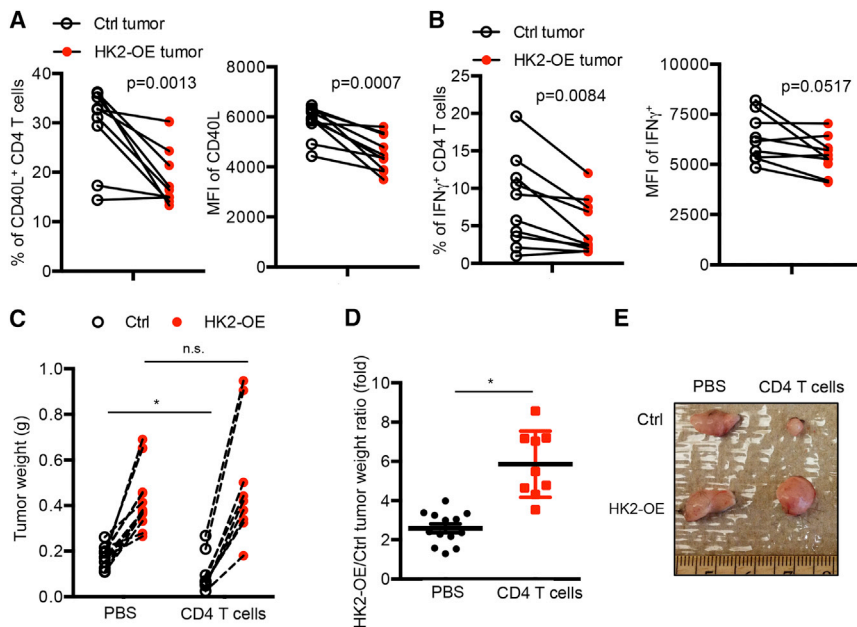 A
Ctrl tumor
HK2-OE tumor
p=0.0013
% of CD40L+ CD4 T cells
40
30
20
10
0
p=0.0007
MFI of CD40L
8000
6000
4000
2000
0
B
Ctrl tumor
HK2-OE tumor
p=0.0084
% of IFNγ+ CD4 T cells
25
20
15
10
5
0
p=0.0517
MFI of IFNγ+
10000
7500
5000
2500
0
C
Ctrl HK2-OE
n.s.
*
Tumor weight (g)
1.0
0.8
0.6
0.4
0.2
0.0
PBS CD4 T cells
D
*
HK2-OE/Ctrl tumor weight ratio (fold)
10
8
6
4
2
0
PBS CD4 T cells
E
PBS CD4 T cells
Ctrl
HK2-OE